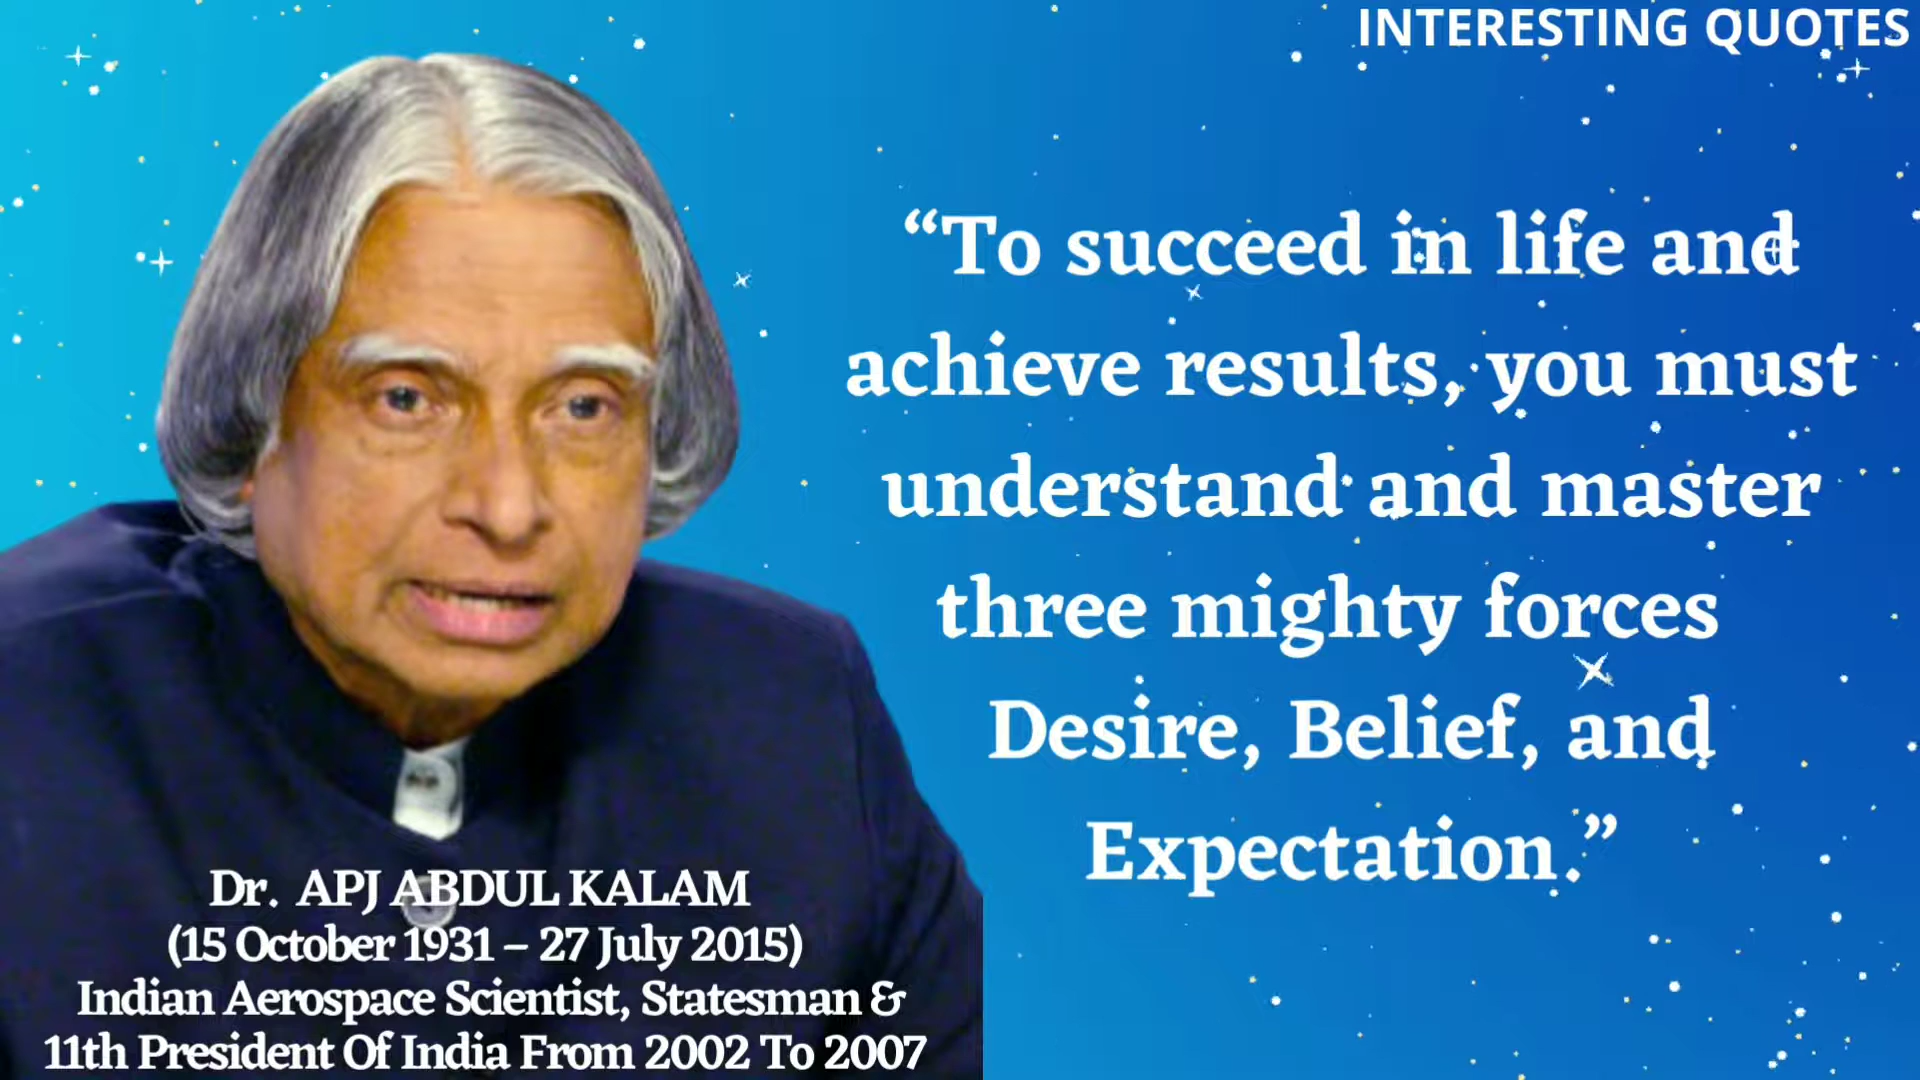 INTERESTING QUOTES
“To succeed in life and
achieve results, you must
understand and master
three mighty forces
Desire, Belief, and
Expectation.”
Dr. APJ ABDUL KALAM
(15 October 1931 – 27 July 2015)
Indian Aerospace Scientist, Statesman &
11th President Of India From 2002 To 2007